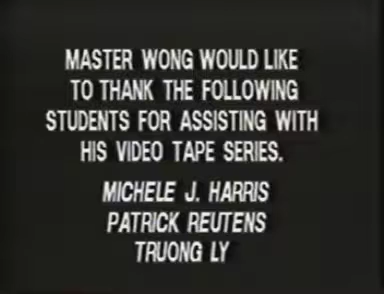 MASTER WONG WOULD LIKE
TO THANK THE FOLLOWING
STUDENTS FOR ASSISTING WITH
HIS VIDEO TAPE SERIES.
MICHELE J. HARRIS
PATRICK REUTENS
TRUONG LY